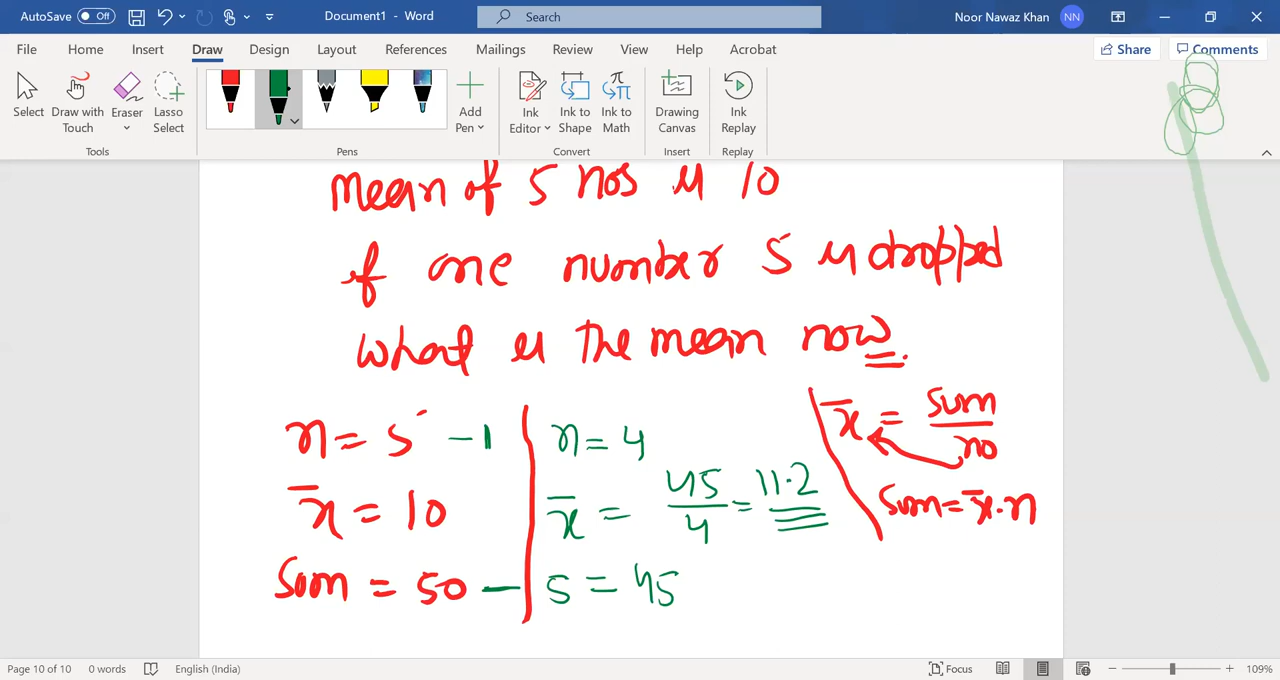 AutoSave Off Document1 - Word Search Noor Nawaz Khan NN
File Home Insert Draw Design Layout References Mailings Review View Help Acrobat Share Comments
Select Draw with Touch Eraser Lasso Select Add Pen Ink Editor Ink to Shape Ink to Math Drawing Canvas Ink Replay
Tools Pens Convert Insert Replay
mean of 5 nos is 10
if one number 5 is dropped
what is the mean now.
n = 5 - 1
x̄ = 10
Sum = 50 - 5 = 45
n = 4
x̄ = 45/4 = 11.2
x̄ = sum/no
Sum = x̄ . n
Page 10 of 10 0 words English (India) Focus 109%